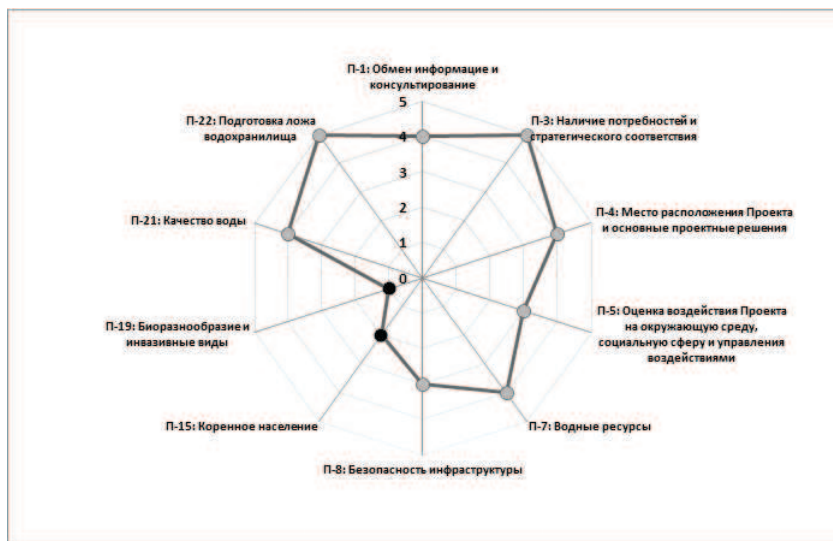 П-1: Обмен информацие и
консультирование
П-22: Подготовка ложа
водохранилища
П-3: Наличие потребностей и
стратегического соответствия
5
4
3
2
1
0
П-21: Качество воды
П-4: Место расположения Проекта
и основные проектные решения
П-19: Биоразнообразие и
инвазивные виды
П-5: Оценка воздействия Проекта
на окружающую среду,
социальную сферу и управления
воздействиями
П-15: Коренное население
П-7: Водные ресурсы
П-8: Безопасность инфраструктуры